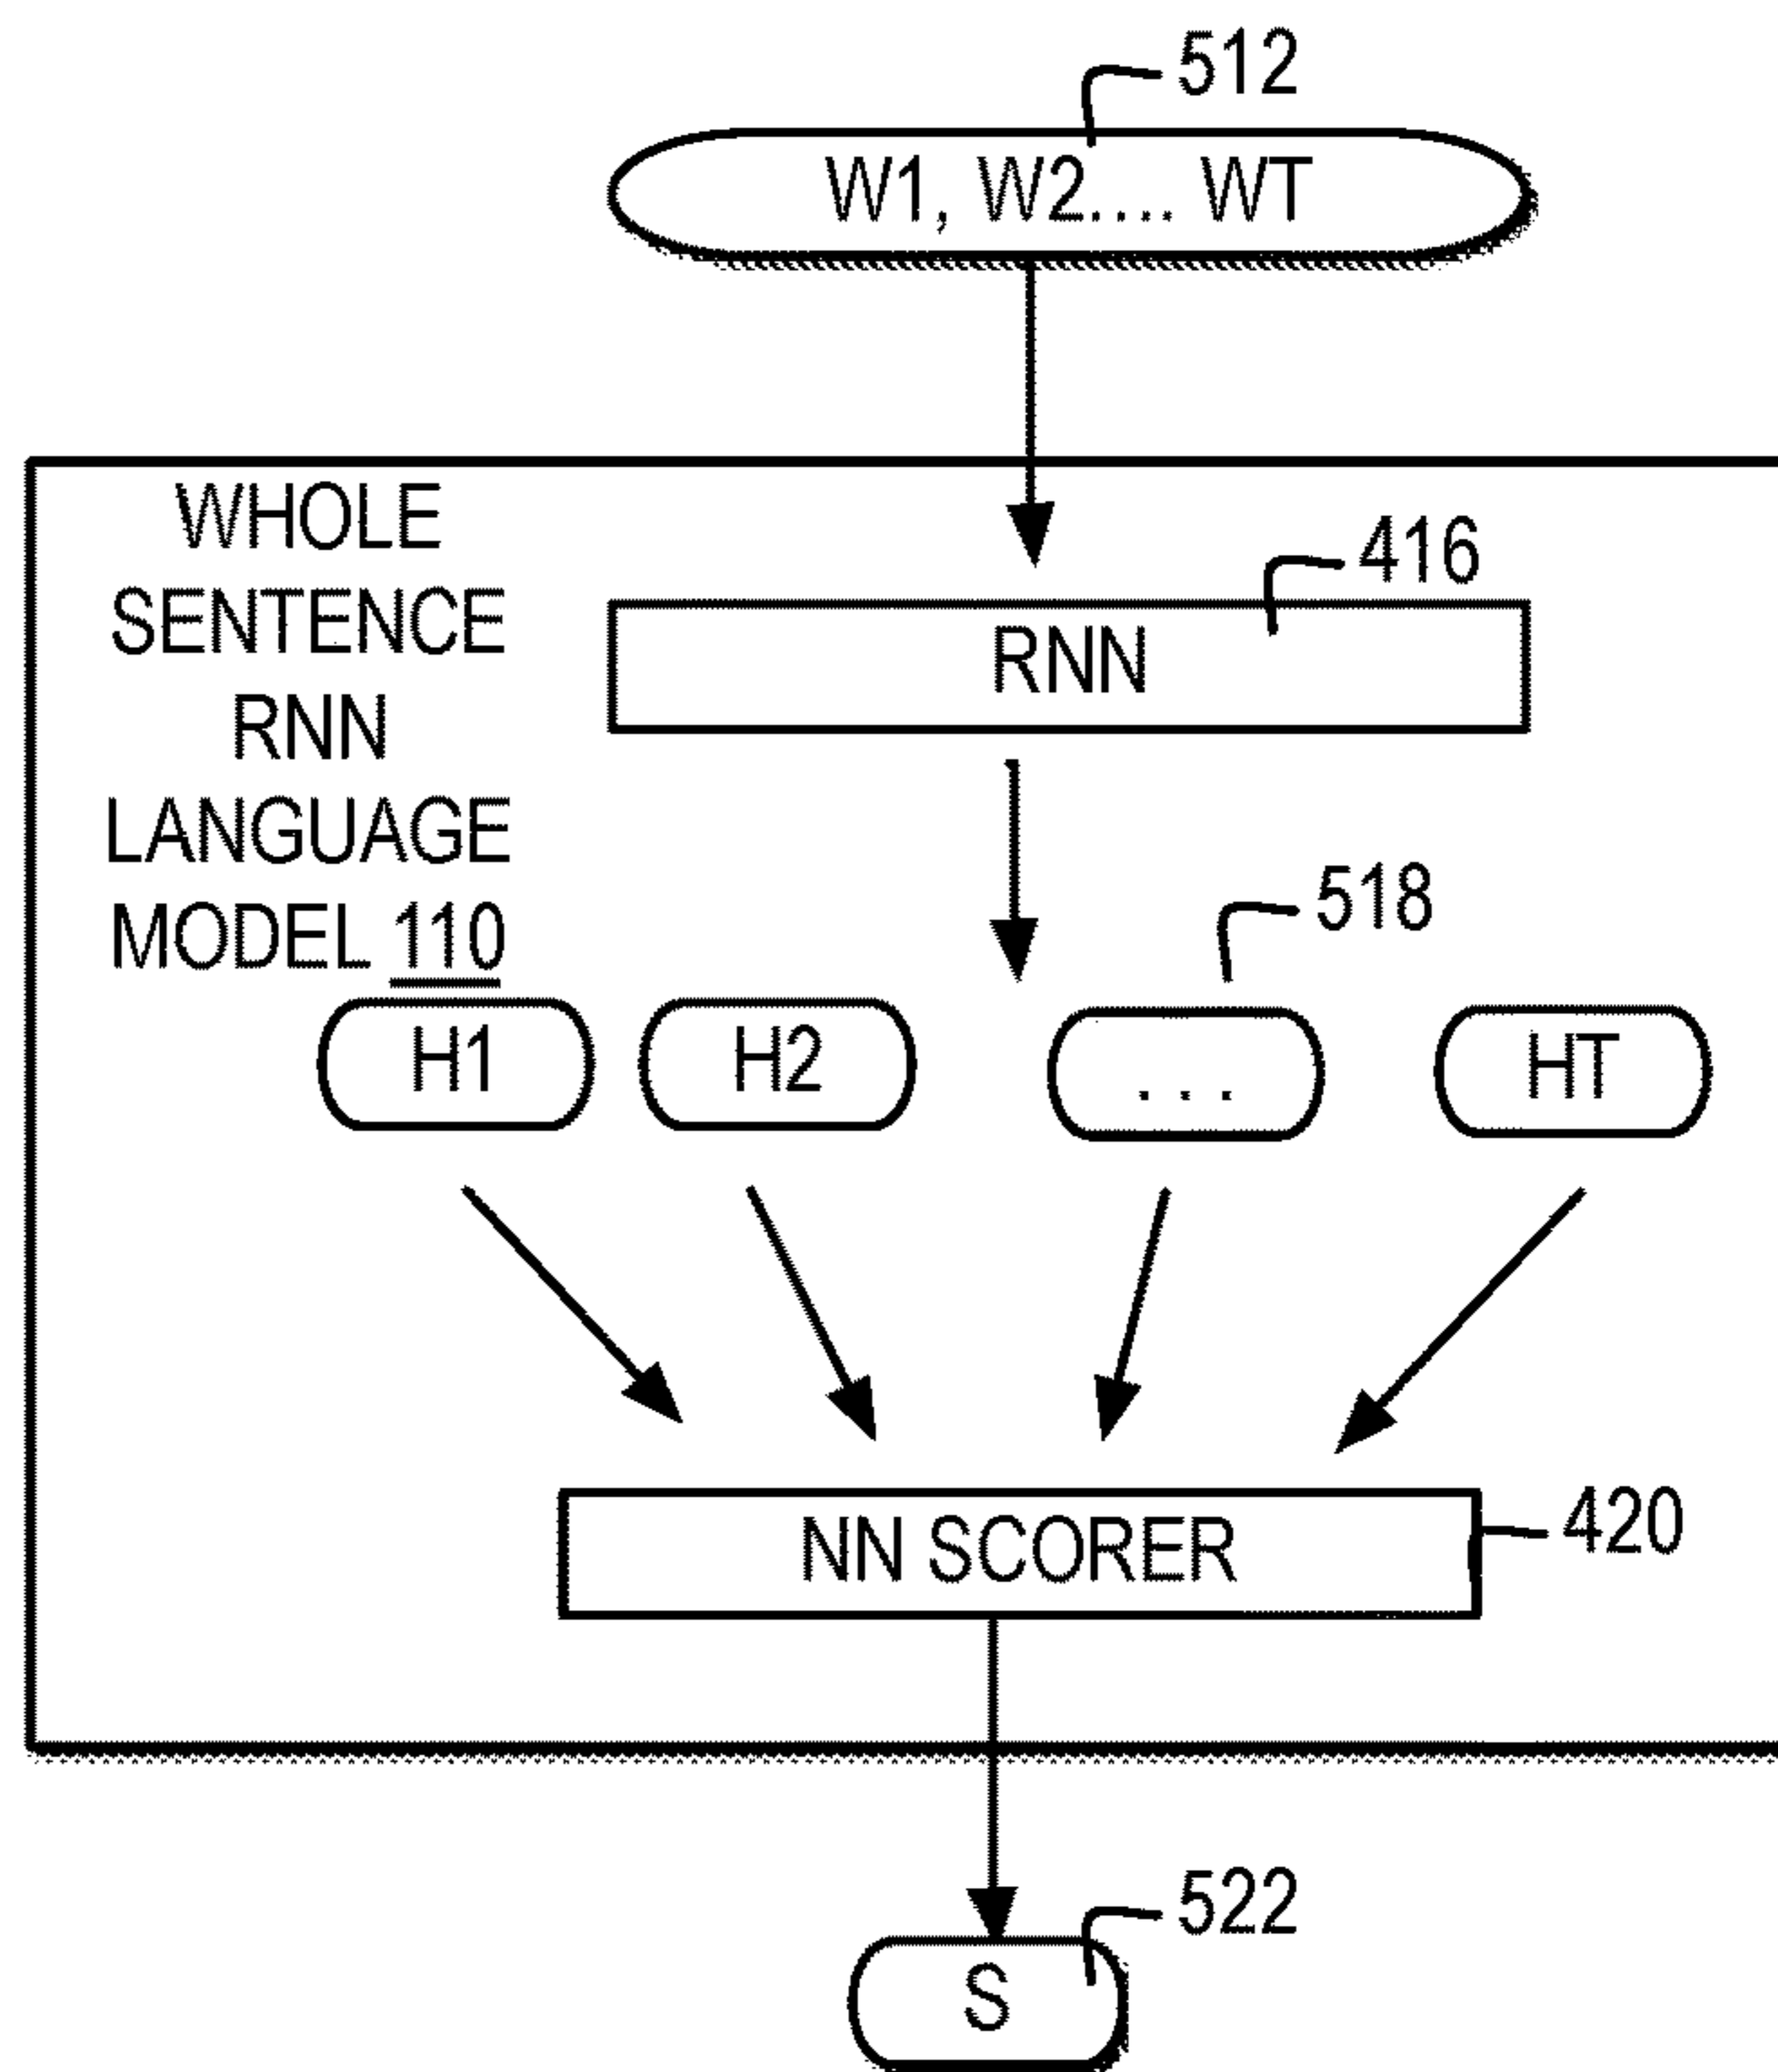 512
W1, W2.... WT
WHOLE
SENTENCE
RNN
LANGUAGE
MODEL 110
416
RNN
518
H1
H2
. . .
HT
NN SCORER
420
522
S